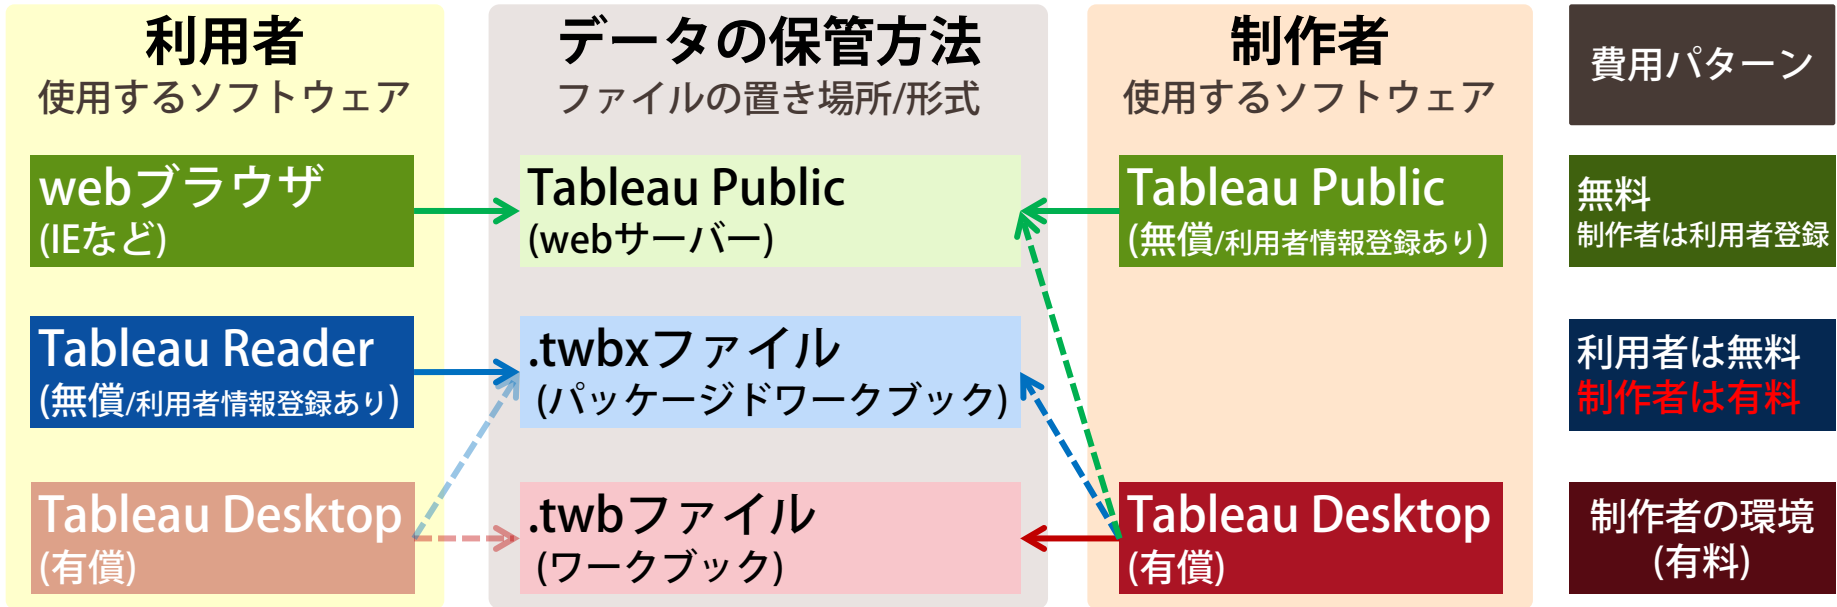 利用者
使用するソフトウェア
データの保管方法
ファイルの置き場所/形式
制作者
使用するソフトウェア
費用パターン
webブラウザ
(IEなど)
Tableau Public
(webサーバー)
Tableau Public
(無償/利用者情報登録あり)
無料
制作者は利用者登録
Tableau Reader
(無償/利用者情報登録あり)
.twbxファイル
(パッケージドワークブック)
利用者は無料
制作者は有料
Tableau Desktop
(有償)
.twbファイル
(ワークブック)
Tableau Desktop
(有償)
制作者の環境
(有料)